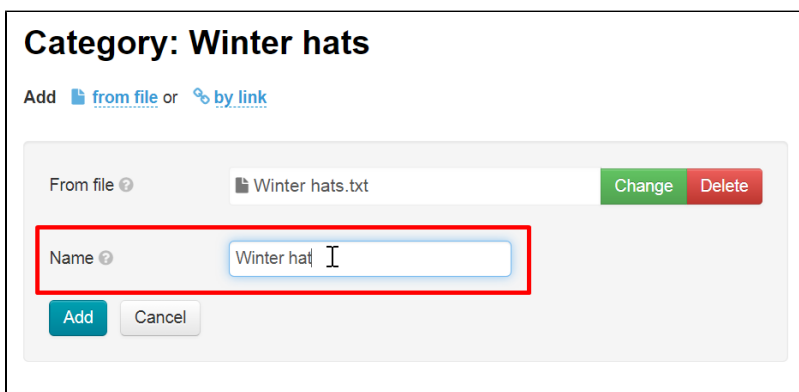 Category: Winter hats
Add from file or by link
From file Winter hats.txt Change Delete
Name Winter hat
Add Cancel